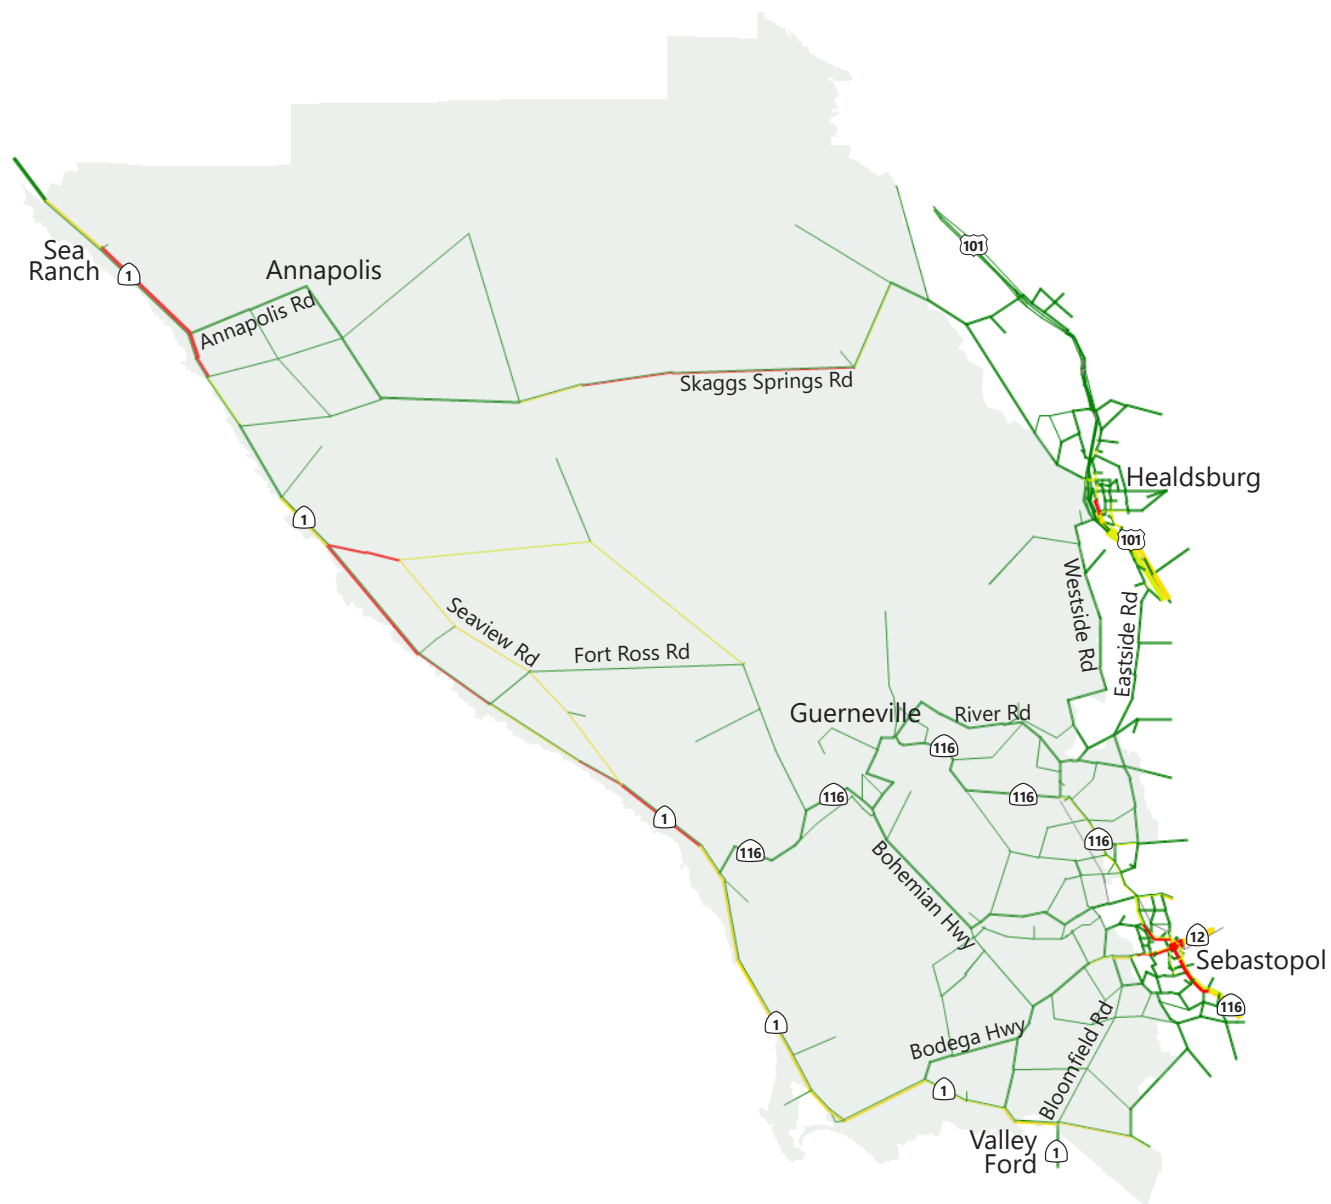 101
Sea
Ranch
1
Annapolis
Annapolis Rd
Skaggs Springs Rd
Healdsburg
1
101
Westside Rd
Eastside Rd
Seaview Rd
Fort Ross Rd
Guerneville
River Rd
116
116
116
1
116
116
Bohemian Hwy
12
Sebastopol
116
1
Bodega Hwy
Bloomfield Rd
1
Valley
Ford
1